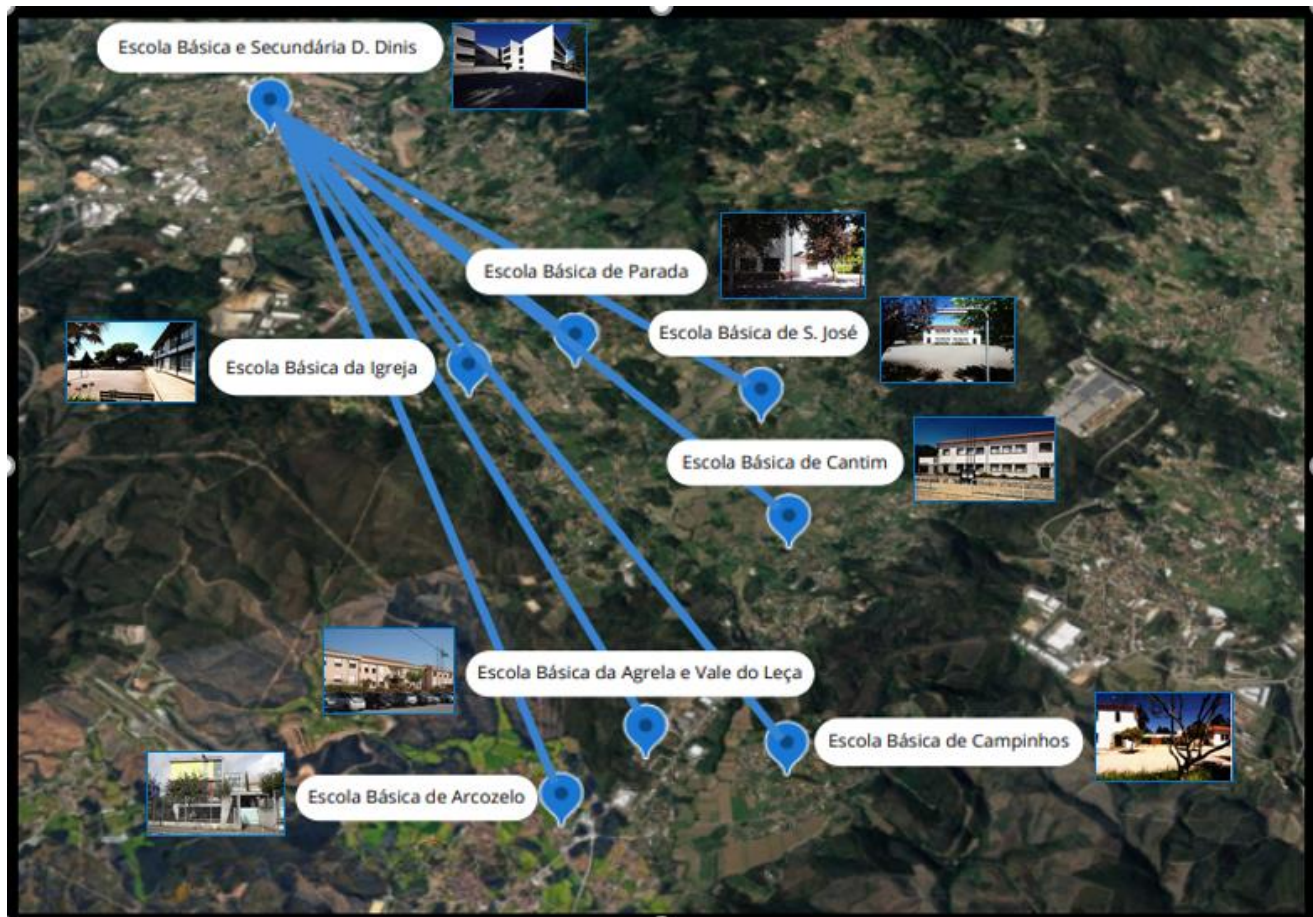 Escola Básica e Secundária D. Dinis
Escola Básica de Parada
Escola Básica de S. José
Escola Básica da Igreja
Escola Básica de Cantim
Escola Básica da Agrela e Vale do Leça
Escola Básica de Campinhos
Escola Básica de Arcozelo